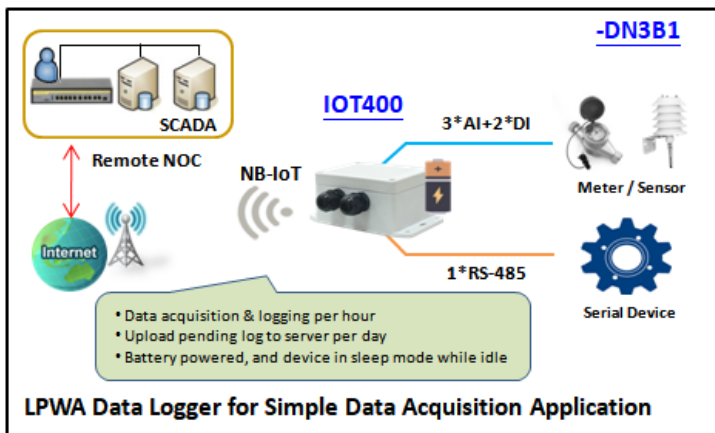 -DN3B1
SCADA
IOT400
3*AI+2*DI
Remote NOC
NB-IoT
Meter / Sensor
Internet
1*RS-485
Serial Device
• Data acquisition & logging per hour
• Upload pending log to server per day
• Battery powered, and device in sleep mode while idle
LPWA Data Logger for Simple Data Acquisition Application